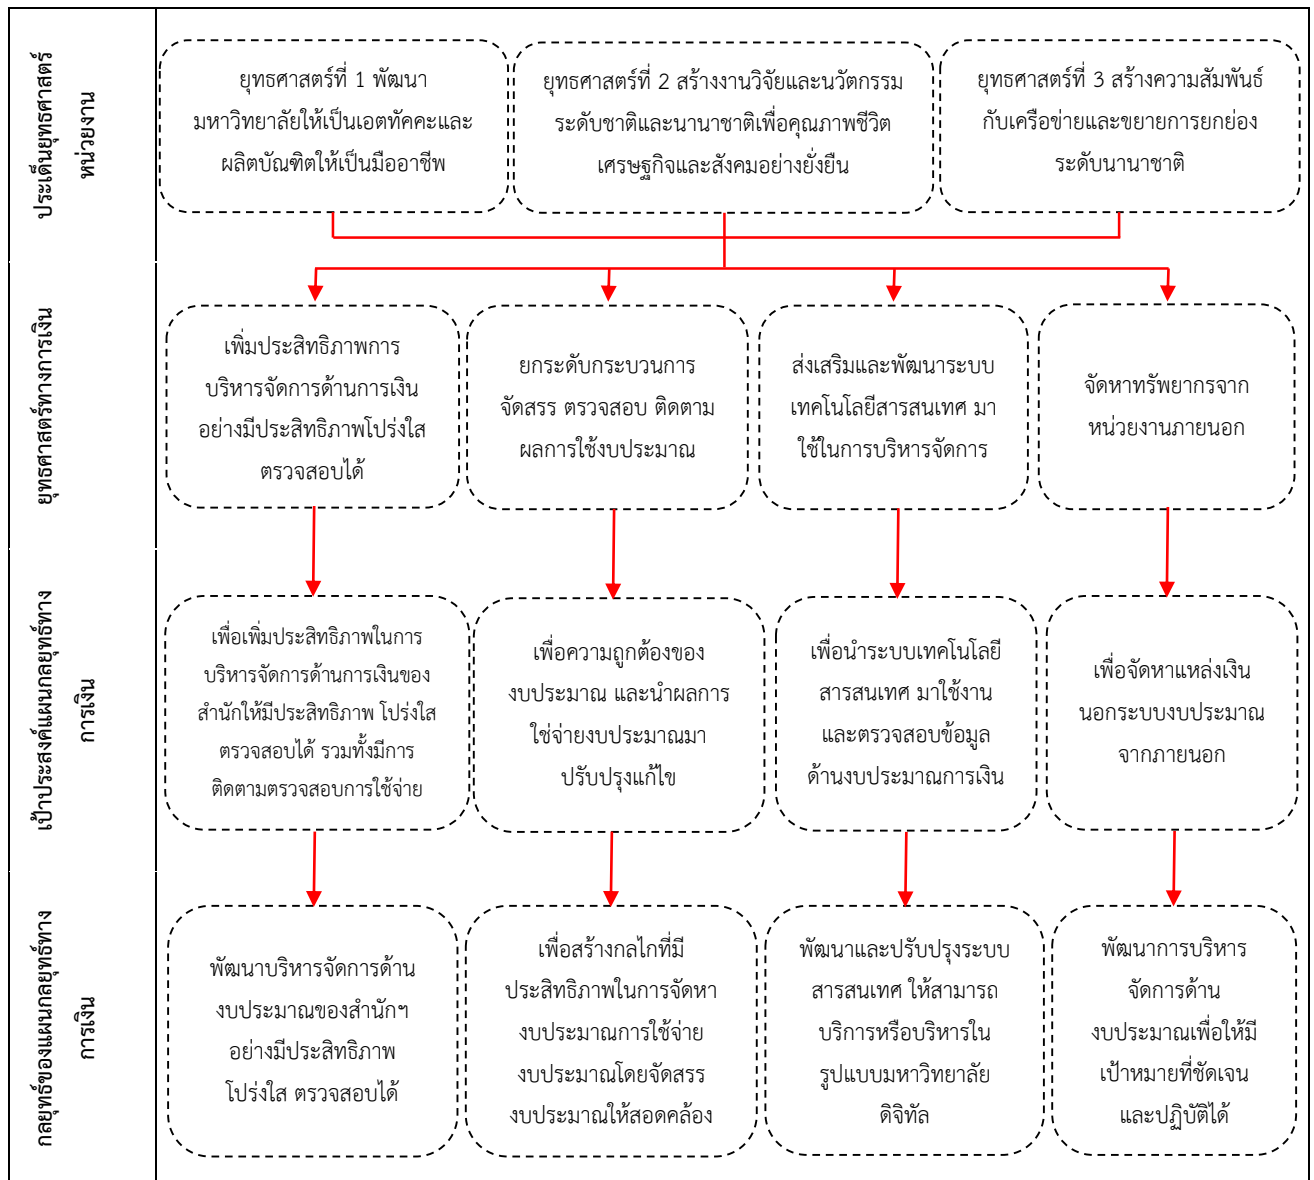 ประเด็นยุทธศาสตร์
หน่วยงาน
ยุทธศาสตร์ที่ 1 พัฒนา
มหาวิทยาลัยให้เป็นเอตทัคคะและ
ผลิตบัณฑิตให้เป็นมืออาชีพ
ยุทธศาสตร์ที่ 2 สร้างงานวิจัยและนวัตกรรม
ระดับชาติและนานาชาติเพื่อคุณภาพชีวิต
เศรษฐกิจและสังคมอย่างยั่งยืน
ยุทธศาสตร์ที่ 3 สร้างความสัมพันธ์
กับเครือข่ายและขยายการยกย่อง
ระดับนานาชาติ
ยุทธศาสตร์ทางการเงิน
เพิ่มประสิทธิภาพการ
บริหารจัดการด้านการเงิน
อย่างมีประสิทธิภาพโปร่งใส
ตรวจสอบได้
ยกระดับกระบวนการ
จัดสรร ตรวจสอบ ติดตาม
ผลการใช้งบประมาณ
ส่งเสริมและพัฒนาระบบ
เทคโนโลยีสารสนเทศ มา
ใช้ในการบริหารจัดการ
จัดหาทรัพยากรจาก
หน่วยงานภายนอก
เป้าประสงค์แผนกลยุทธ์ทาง
การเงิน
เพื่อเพิ่มประสิทธิภาพในการ
บริหารจัดการด้านการเงินของ
สำนักให้มีประสิทธิภาพ โปร่งใส
ตรวจสอบได้ รวมทั้งมีการ
ติดตามตรวจสอบการใช้จ่าย
เพื่อความถูกต้องของ
งบประมาณ และนำผลการ
ใช้จ่ายงบประมาณมา
ปรับปรุงแก้ไข
เพื่อนำระบบเทคโนโลยี
สารสนเทศ มาใช้งาน
และตรวจสอบข้อมูล
ด้านงบประมาณการเงิน
เพื่อจัดหาแหล่งเงิน
นอกระบบงบประมาณ
จากภายนอก
กลยุทธ์ของแผนกลยุทธ์ทาง
การเงิน
พัฒนาบริหารจัดการด้าน
งบประมาณของสำนักฯ
อย่างมีประสิทธิภาพ
โปร่งใส ตรวจสอบได้
เพื่อสร้างกลไกที่มี
ประสิทธิภาพในการจัดหา
งบประมาณการใช้จ่าย
งบประมาณโดยจัดสรร
งบประมาณให้สอดคล้อง
พัฒนาและปรับปรุงระบบ
สารสนเทศ ให้สามารถ
บริการหรือบริหารใน
รูปแบบมหาวิทยาลัย
ดิจิทัล
พัฒนาการบริหาร
จัดการด้าน
งบประมาณเพื่อให้มี
เป้าหมายที่ชัดเจน
และปฏิบัติได้